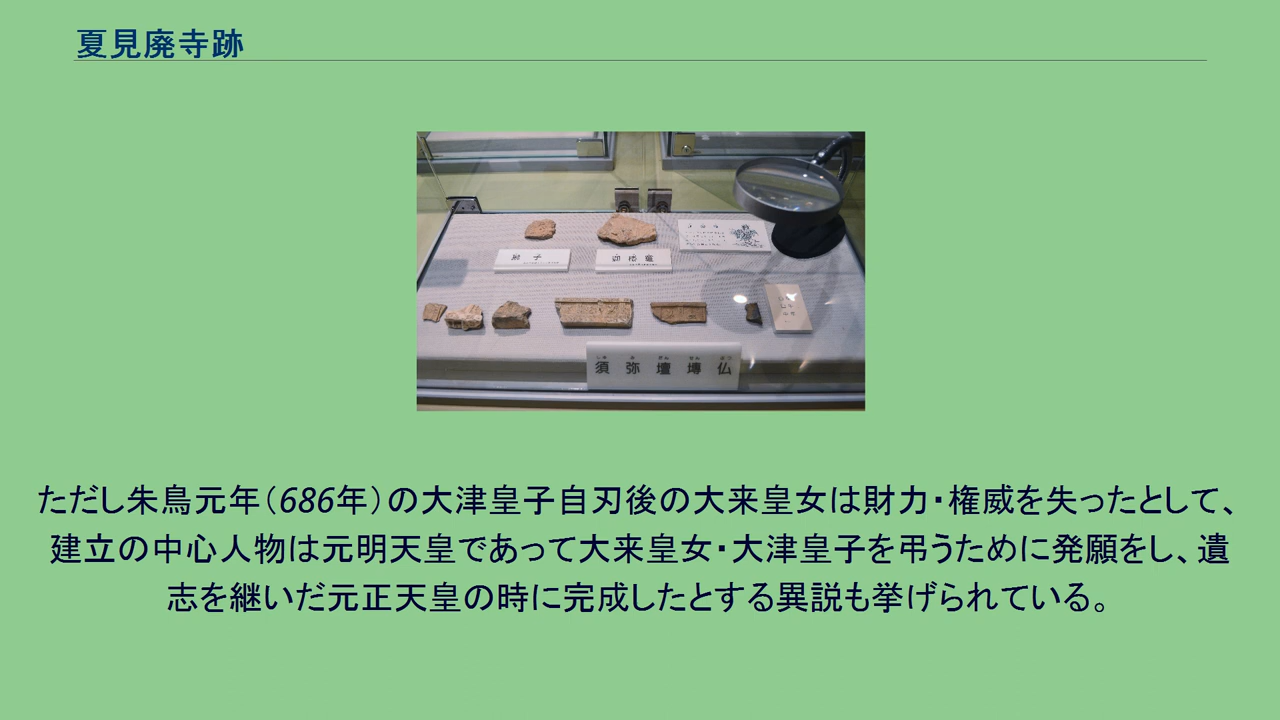 夏見廃寺跡
須弥壇塼仏
ただし朱鳥元年（686年）の大津皇子自刃後の大来皇女は財力・権威を失ったとして、
建立の中心人物は元明天皇であって大来皇女・大津皇子を弔うために発願をし、遺
志を継いだ元正天皇の時に完成したとする異説も挙げられている。